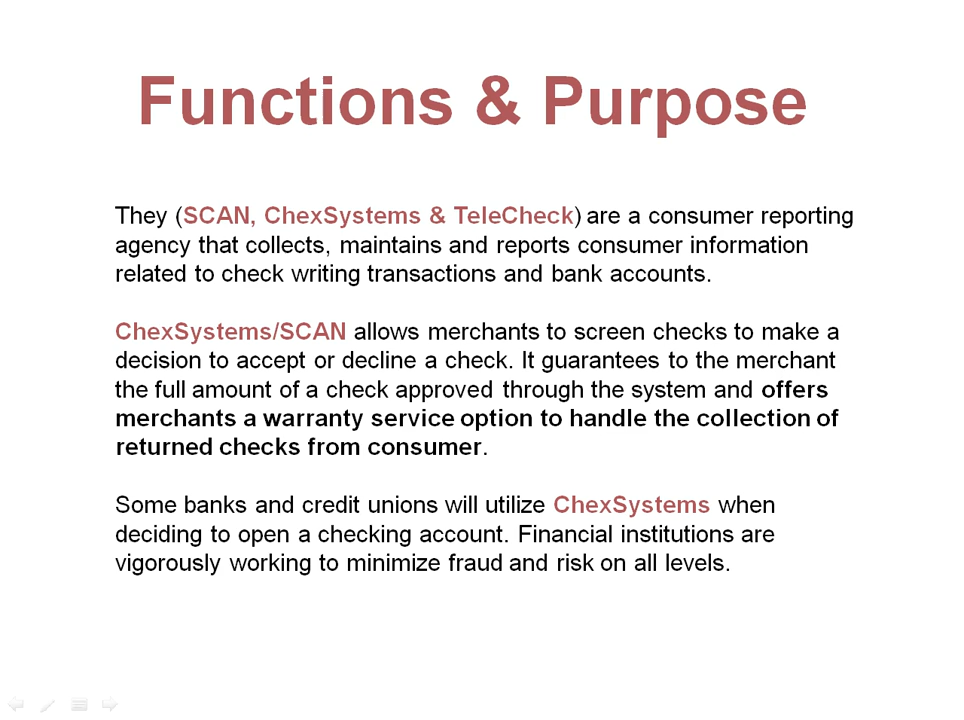 Functions & Purpose
They (SCAN, ChexSystems & TeleCheck) are a consumer reporting
agency that collects, maintains and reports consumer information
related to check writing transactions and bank accounts.
ChexSystems/SCAN allows merchants to screen checks to make a
decision to accept or decline a check. It guarantees to the merchant
the full amount of a check approved through the system and offers
merchants a warranty service option to handle the collection of
returned checks from consumer.
Some banks and credit unions will utilize ChexSystems when
deciding to open a checking account. Financial institutions are
vigorously working to minimize fraud and risk on all levels.